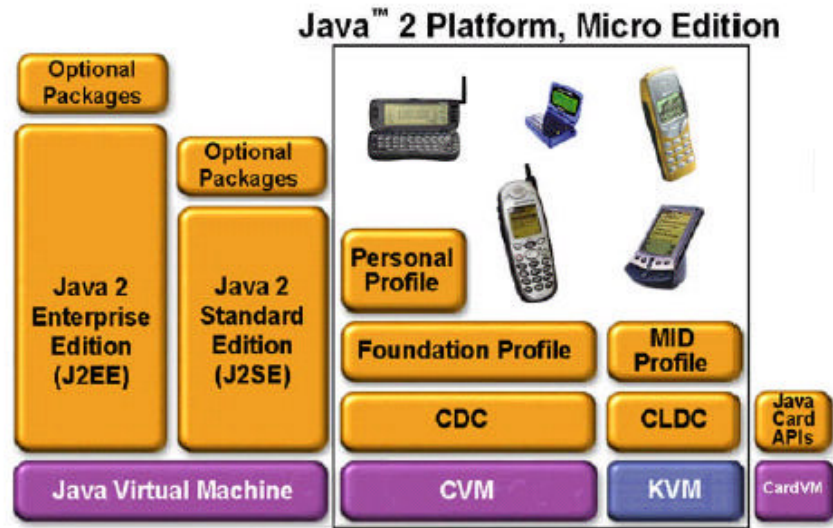 Java™ 2 Platform, Micro Edition
Optional
Packages
Optional
Packages
Java 2
Enterprise
Edition
(J2EE)
Java 2
Standard
Edition
(J2SE)
Personal
Profile
Foundation Profile
MID
Profile
CDC
CLDC
Java
Card
APIs
Java Virtual Machine
CVM
KVM
CardVM